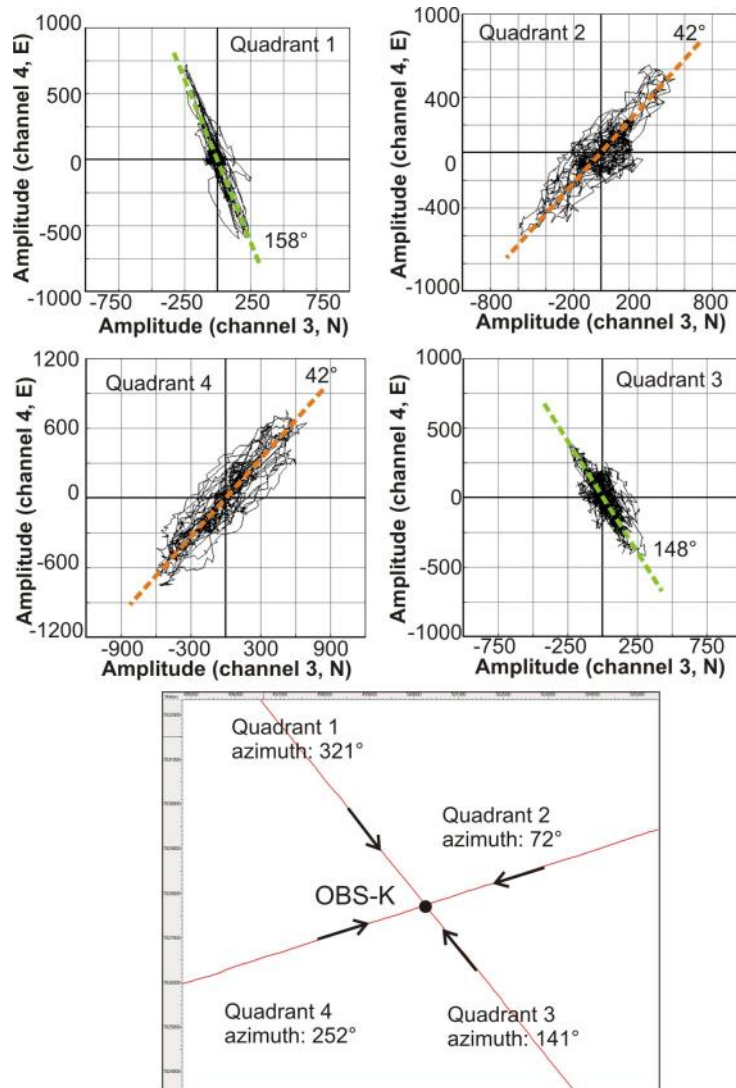 Quadrant 1
1000
500
0
-500
-1000
158°
-750
-250
250
750
Amplitude (channel 4, E)
Amplitude (channel 3, N)
Quadrant 2
42°
1000
400
0
-400
-1000
-800
-200
200
800
Amplitude (channel 4, E)
Amplitude (channel 3, N)
Quadrant 4
42°
1200
600
0
-600
-1200
-900
-300
300
900
Amplitude (channel 4, E)
Amplitude (channel 3, N)
Quadrant 3
1000
500
0
-500
-1000
148°
-750
-250
250
750
Amplitude (channel 4, E)
Amplitude (channel 3, N)
Quadrant 1
azimuth: 321°
Quadrant 2
azimuth: 72°
OBS-K
Quadrant 4
azimuth: 252°
Quadrant 3
azimuth: 141°